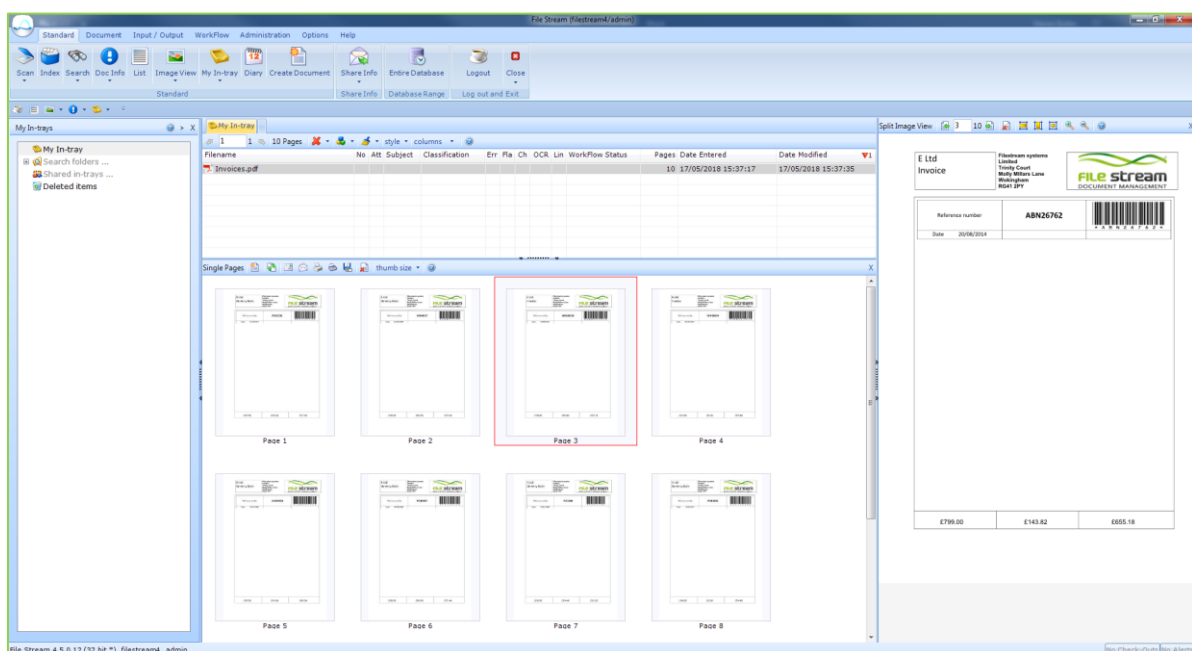 File Stream (filestream4/admin)
Standard Document Input / Output WorkFlow Administration Options Help
Scan Index Search Doc Info List Image View My In-tray Diary Create Document Share Info Entire Database Logout Close
Standard Share Info Database Range Log out and Exit
My In-trays X
My In-tray
Search folders ...
Shared in-trays ...
Deleted items
My In-tray
1 1 10 Pages style columns
Filename No Att Subject Classification Err Fla Ch OCR Lin WorkFlow Status Pages Date Entered Date Modified 1
Invoices.pdf 10 17/05/2018 15:37:17 17/05/2018 15:37:35
Single Pages thumb size X
Page 1 Page 2 Page 3 Page 4
Page 5 Page 6 Page 7 Page 8
Split Image View 3 10
E Ltd
Invoice
Filestream systems
Limited
Trinity Court
Molly Millars Lane
Wokingham
RG41 2PY
FILE stream
DOCUMENT MANAGEMENT
Reference number ABN26762
*ABN26762*
Date 20/08/2014
£799.00 £143.82 £655.18
File Stream 4.5.0.12 (32 bit *) filestream4 admin
No Check-Outs No Alerts